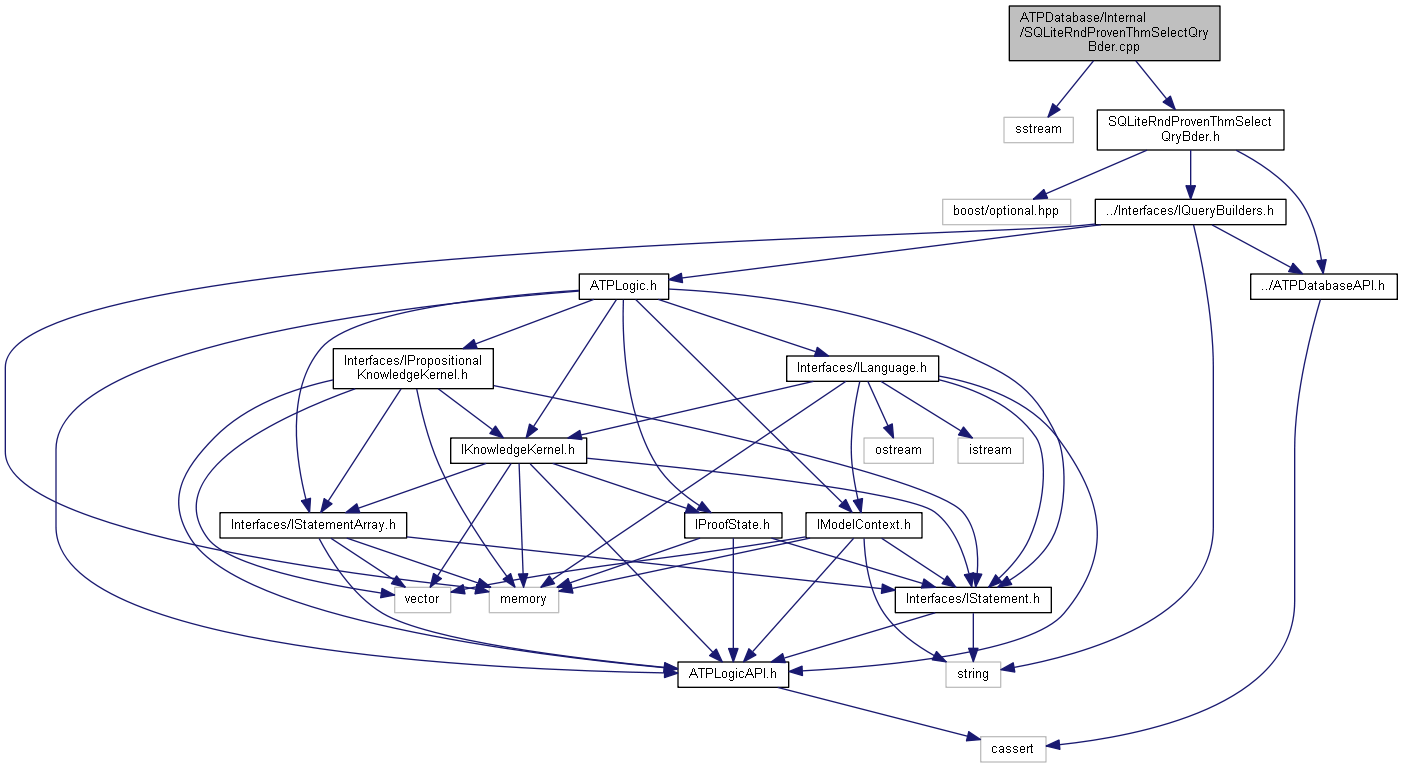 ATPDatabase/Internal
/SQLiteRndProvenThmSelectQry
Bder.cpp
sstream
SQLiteRndProvenThmSelect
QryBder.h
boost/optional.hpp
../Interfaces/IQueryBuilders.h
ATPLogic.h
../ATPDatabaseAPI.h
Interfaces/IPropositional
KnowledgeKernel.h
Interfaces/ILanguage.h
IKnowledgeKernel.h
ostream
istream
Interfaces/IStatementArray.h
IProofState.h
IModelContext.h
vector
memory
Interfaces/IStatement.h
ATPLogicAPI.h
string
cassert